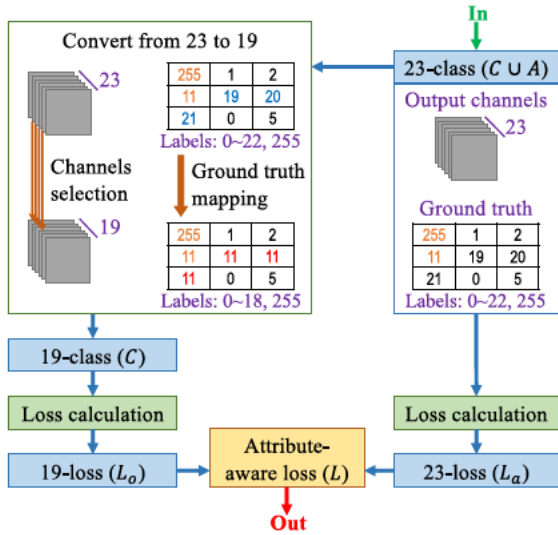 In
23-class (C ∪ A)
Output channels
23
Ground truth
255 1 2
11 19 20
21 0 5
Labels: 0~22, 255
Convert from 23 to 19
23
Channels
selection
19
255 1 2
11 19 20
21 0 5
Labels: 0~22, 255
Ground truth
mapping
255 1 2
11 11 11
11 0 5
Labels: 0~18, 255
19-class (C)
Loss calculation
19-loss (Lₒ)
Loss calculation
23-loss (Lₐ)
Attribute-
aware loss (L)
Out